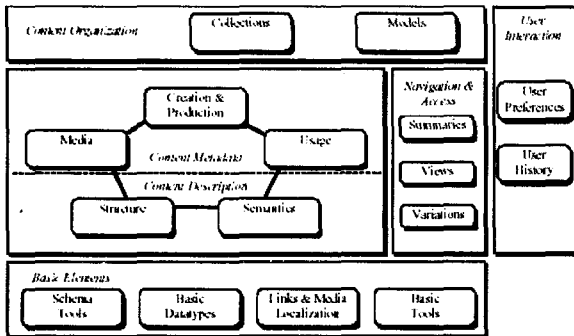 Content Organization
Collections
Models
User
Interaction
User
Preferences
User
History
Creation &
Production
Media
Usage
Content Metadata
Content Description
Structure
Semantics
Navigation &
Access
Summaries
Views
Variations
Basic Elements
Schema
Tools
Basic
Datatypes
Links & Media
Localization
Basic
Tools